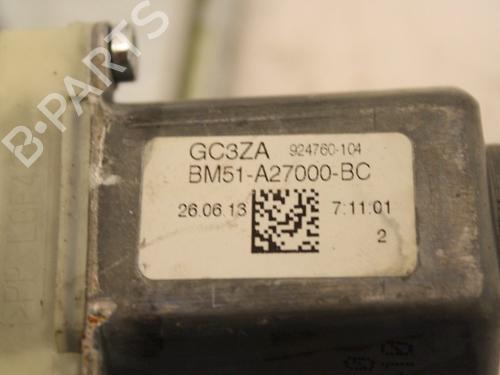 B-PARTS
GC3ZA 924760-104
BM51-A27000-BC
26.06.13 7:11:01
2